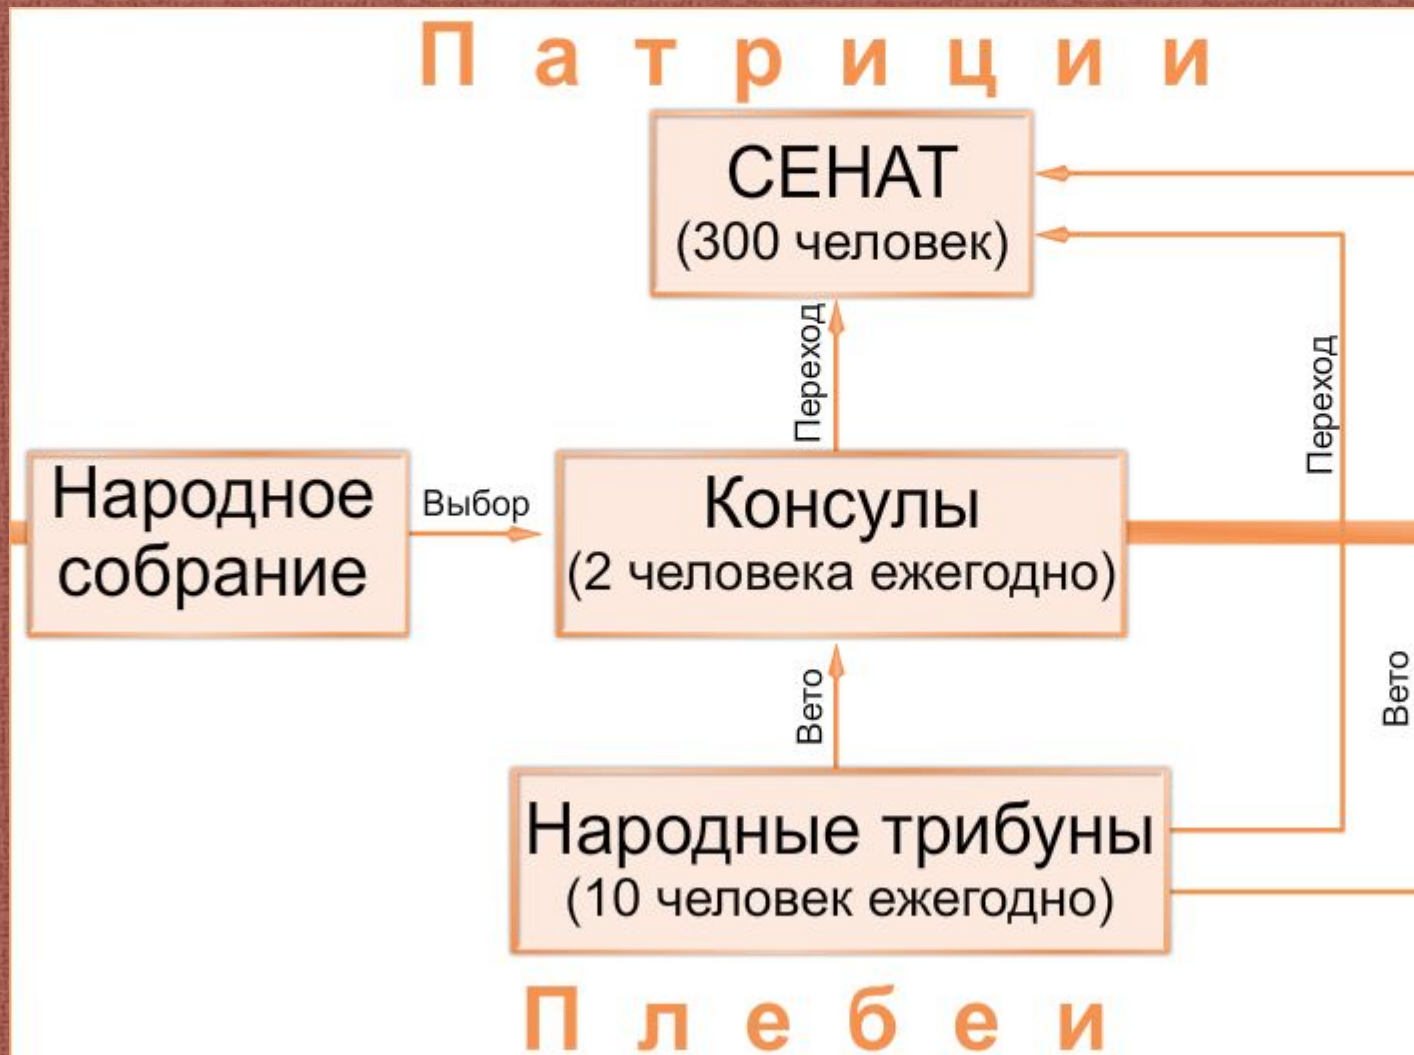 Патриции
СЕНАТ
(300 человек)
Переход
Переход
Народное
собрание
Выбор
Консулы
(2 человека ежегодно)
Вето
Вето
Народные трибуны
(10 человек ежегодно)
Плебеи